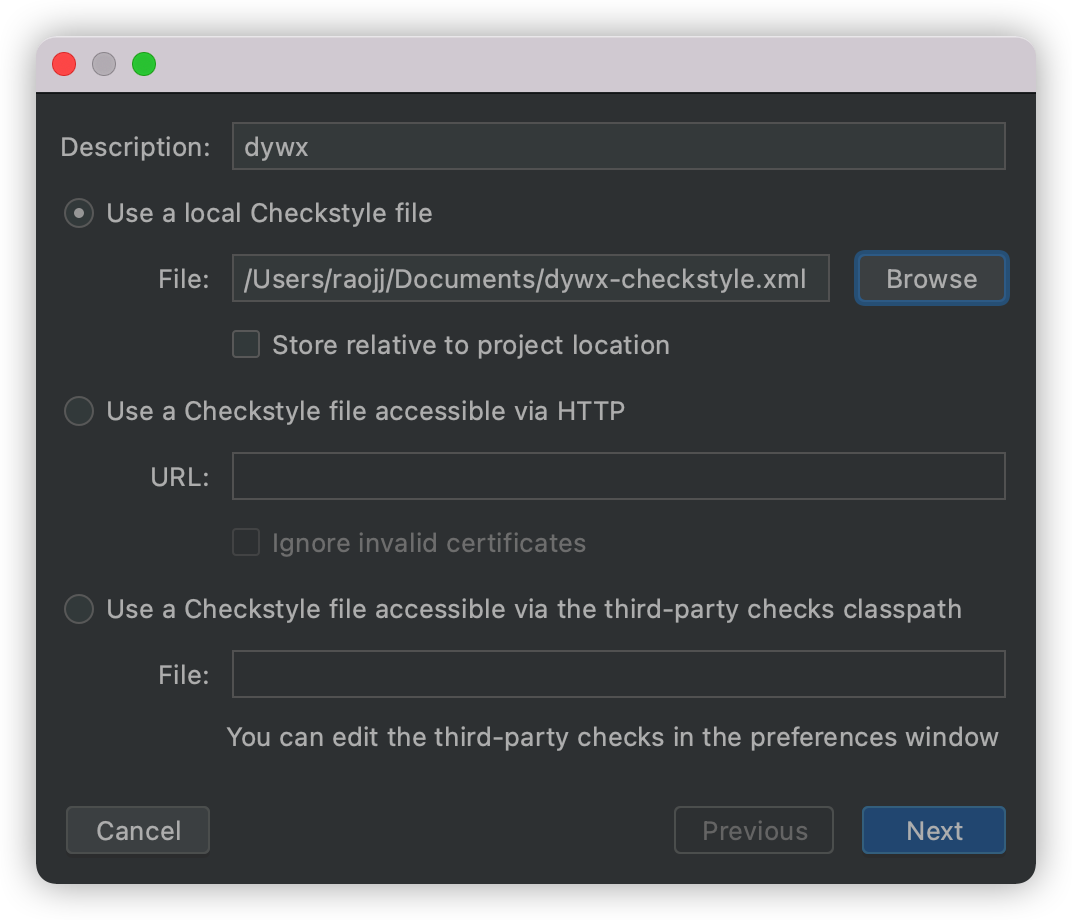 Description: dywx
Use a local Checkstyle file
File: /Users/raojj/Documents/dywx-checkstyle.xml Browse
Store relative to project location
Use a Checkstyle file accessible via HTTP
URL:
Ignore invalid certificates
Use a Checkstyle file accessible via the third-party checks classpath
File:
You can edit the third-party checks in the preferences window
Cancel Previous Next